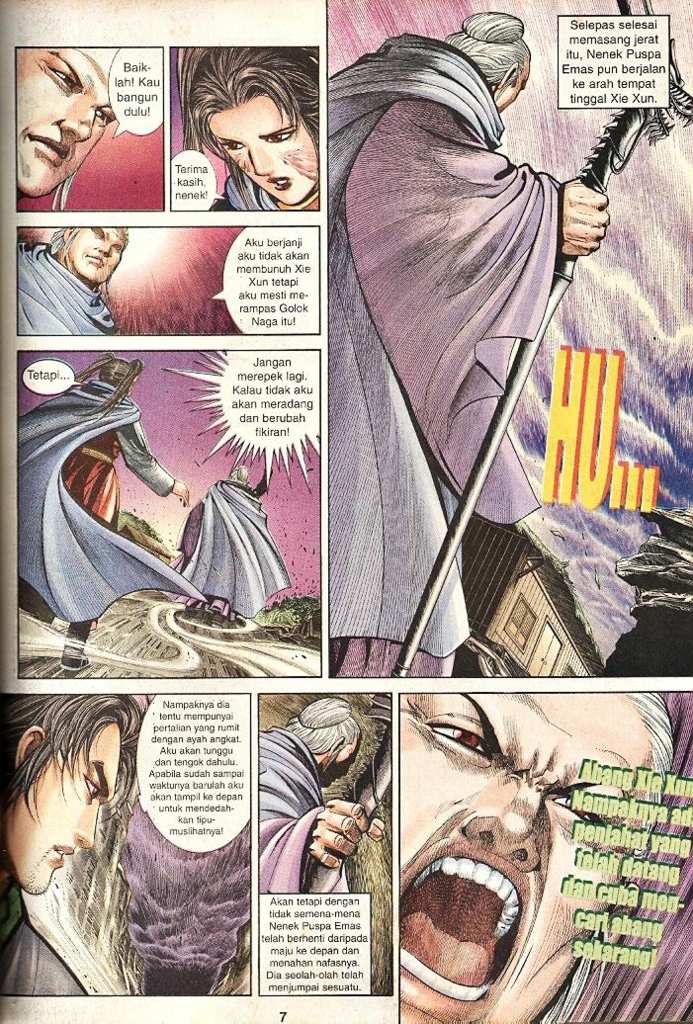 Baik-
lah! Kau
bangun
dulu!
Terima
kasih,
nenek!
Aku berjanji
aku tidak akan
membunuh Xie
Xun tetapi
aku mesti me-
rampas Golok
Naga itu!
Tetapi...
Jangan
merepek lagi.
Kalau tidak aku
akan meradang
dan berubah
fikiran!
Selepas selesai
memasang jerat
itu, Nenek Puspa
Emas pun berjalan
ke arah tempat
tinggal Xie Xun.
HU...
Nampaknya dia
tentu mempunyai
pertalian yang rumit
dengan ayah angkat.
Aku akan tunggu
dan tengok dahulu.
Apabila sudah sampai
waktunya barulah aku
akan tampil ke depan
untuk mendedah-
kan tipu-
muslihatnya!
Akan tetapi dengan
tidak semena-mena
Nenek Puspa Emas
telah berhenti daripada
maju ke depan dan
menahan nafasnya.
Dia seolah-olah telah
menjumpai sesuatu.
Abang Xie Xun
Nampaknya ad
penjahat yang
telah datang
dan cuba men-
cari abang
sekarang!
7